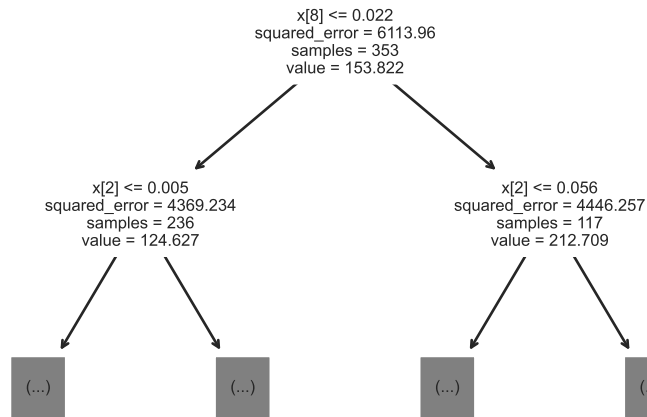 x[8] <= 0.022
squared_error = 6113.96
samples = 353
value = 153.822
x[2] <= 0.005
squared_error = 4369.234
samples = 236
value = 124.627
x[2] <= 0.056
squared_error = 4446.257
samples = 117
value = 212.709
(...)
(...)
(...)